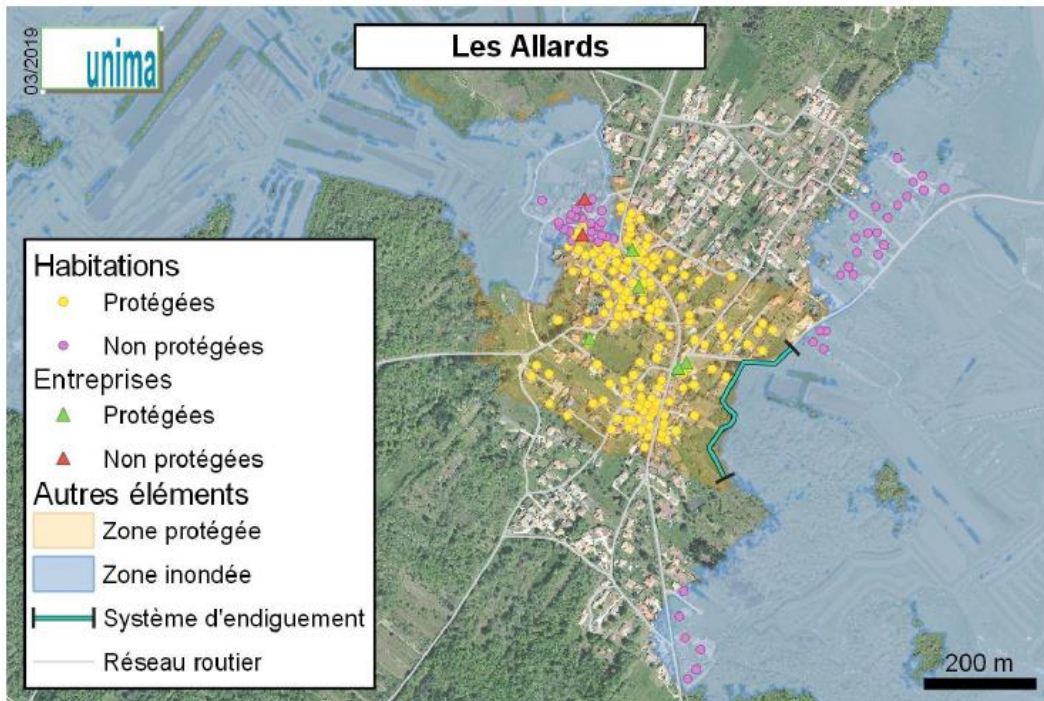 03/2019
unima
Les Allards
Habitations
Protégées
Non protégées
Entreprises
Protégées
Non protégées
Autres éléments
Zone protégée
Zone inondée
Système d'endiguement
Réseau routier
200 m